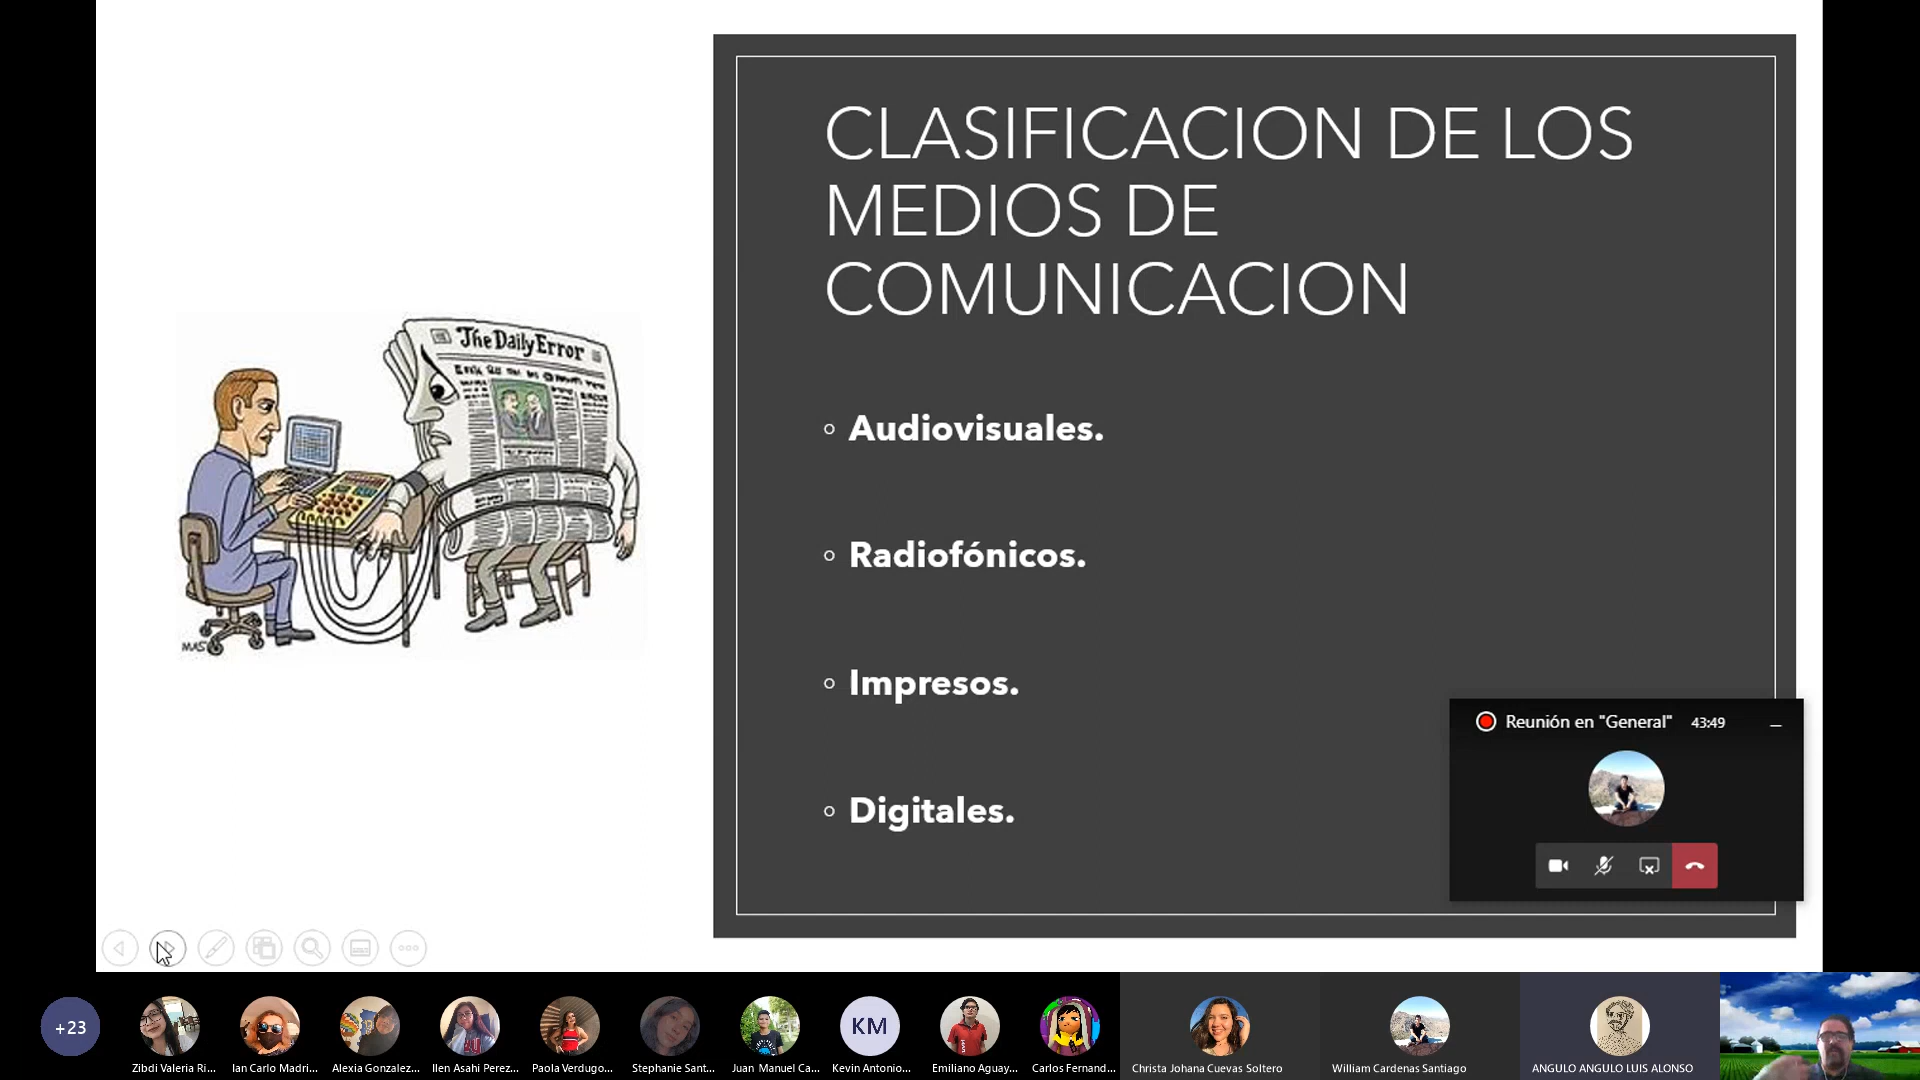 CLASIFICACION DE LOS
MEDIOS DE
COMUNICACION
The Daily Error
Audiovisuales.
Radiofónicos.
Impresos.
Digitales.
MAS
Reunión en "General" 43:49
+23
KM
Zibdi Valeria Ri...
Ian Carlo Madri...
Alexia Gonzalez...
Ilen Asahi Perez...
Paola Verdugo...
Stephanie Sant...
Juan Manuel Ca...
Kevin Antonio...
Emiliano Aguay...
Carlos Fernand...
Christa Johana Cuevas Soltero
William Cardenas Santiago
ANGULO ANGULO LUIS ALONSO